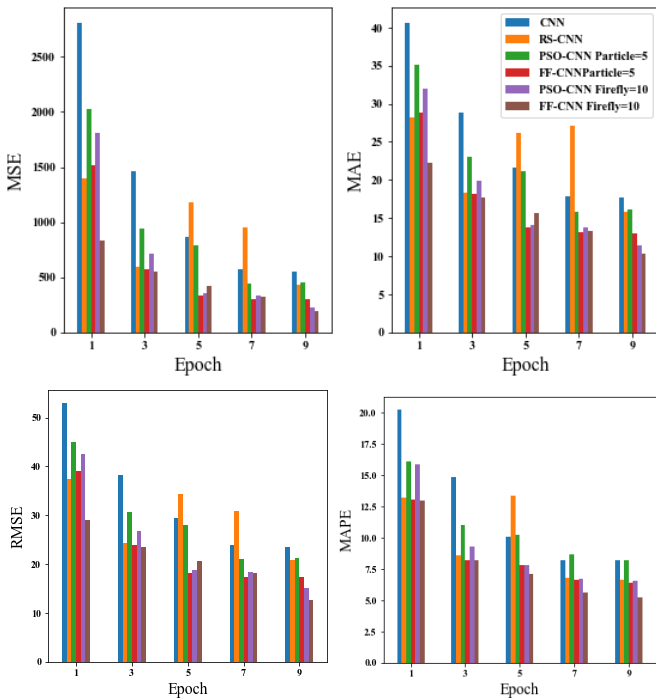 2500
2000
1500
1000
500
0
MSE
1 3 5 7 9
Epoch
40
35
30
25
20
15
10
5
0
MAE
CNN
RS-CNN
PSO-CNN Particle=5
FF-CNNParticle=5
PSO-CNN Firefly=10
FF-CNN Firefly=10
1 3 5 7 9
Epoch
50
40
30
20
10
0
RMSE
1 3 5 7 9
Epoch
20.0
17.5
15.0
12.5
10.0
7.5
5.0
2.5
0.0
MAPE
1 3 5 7 9
Epoch